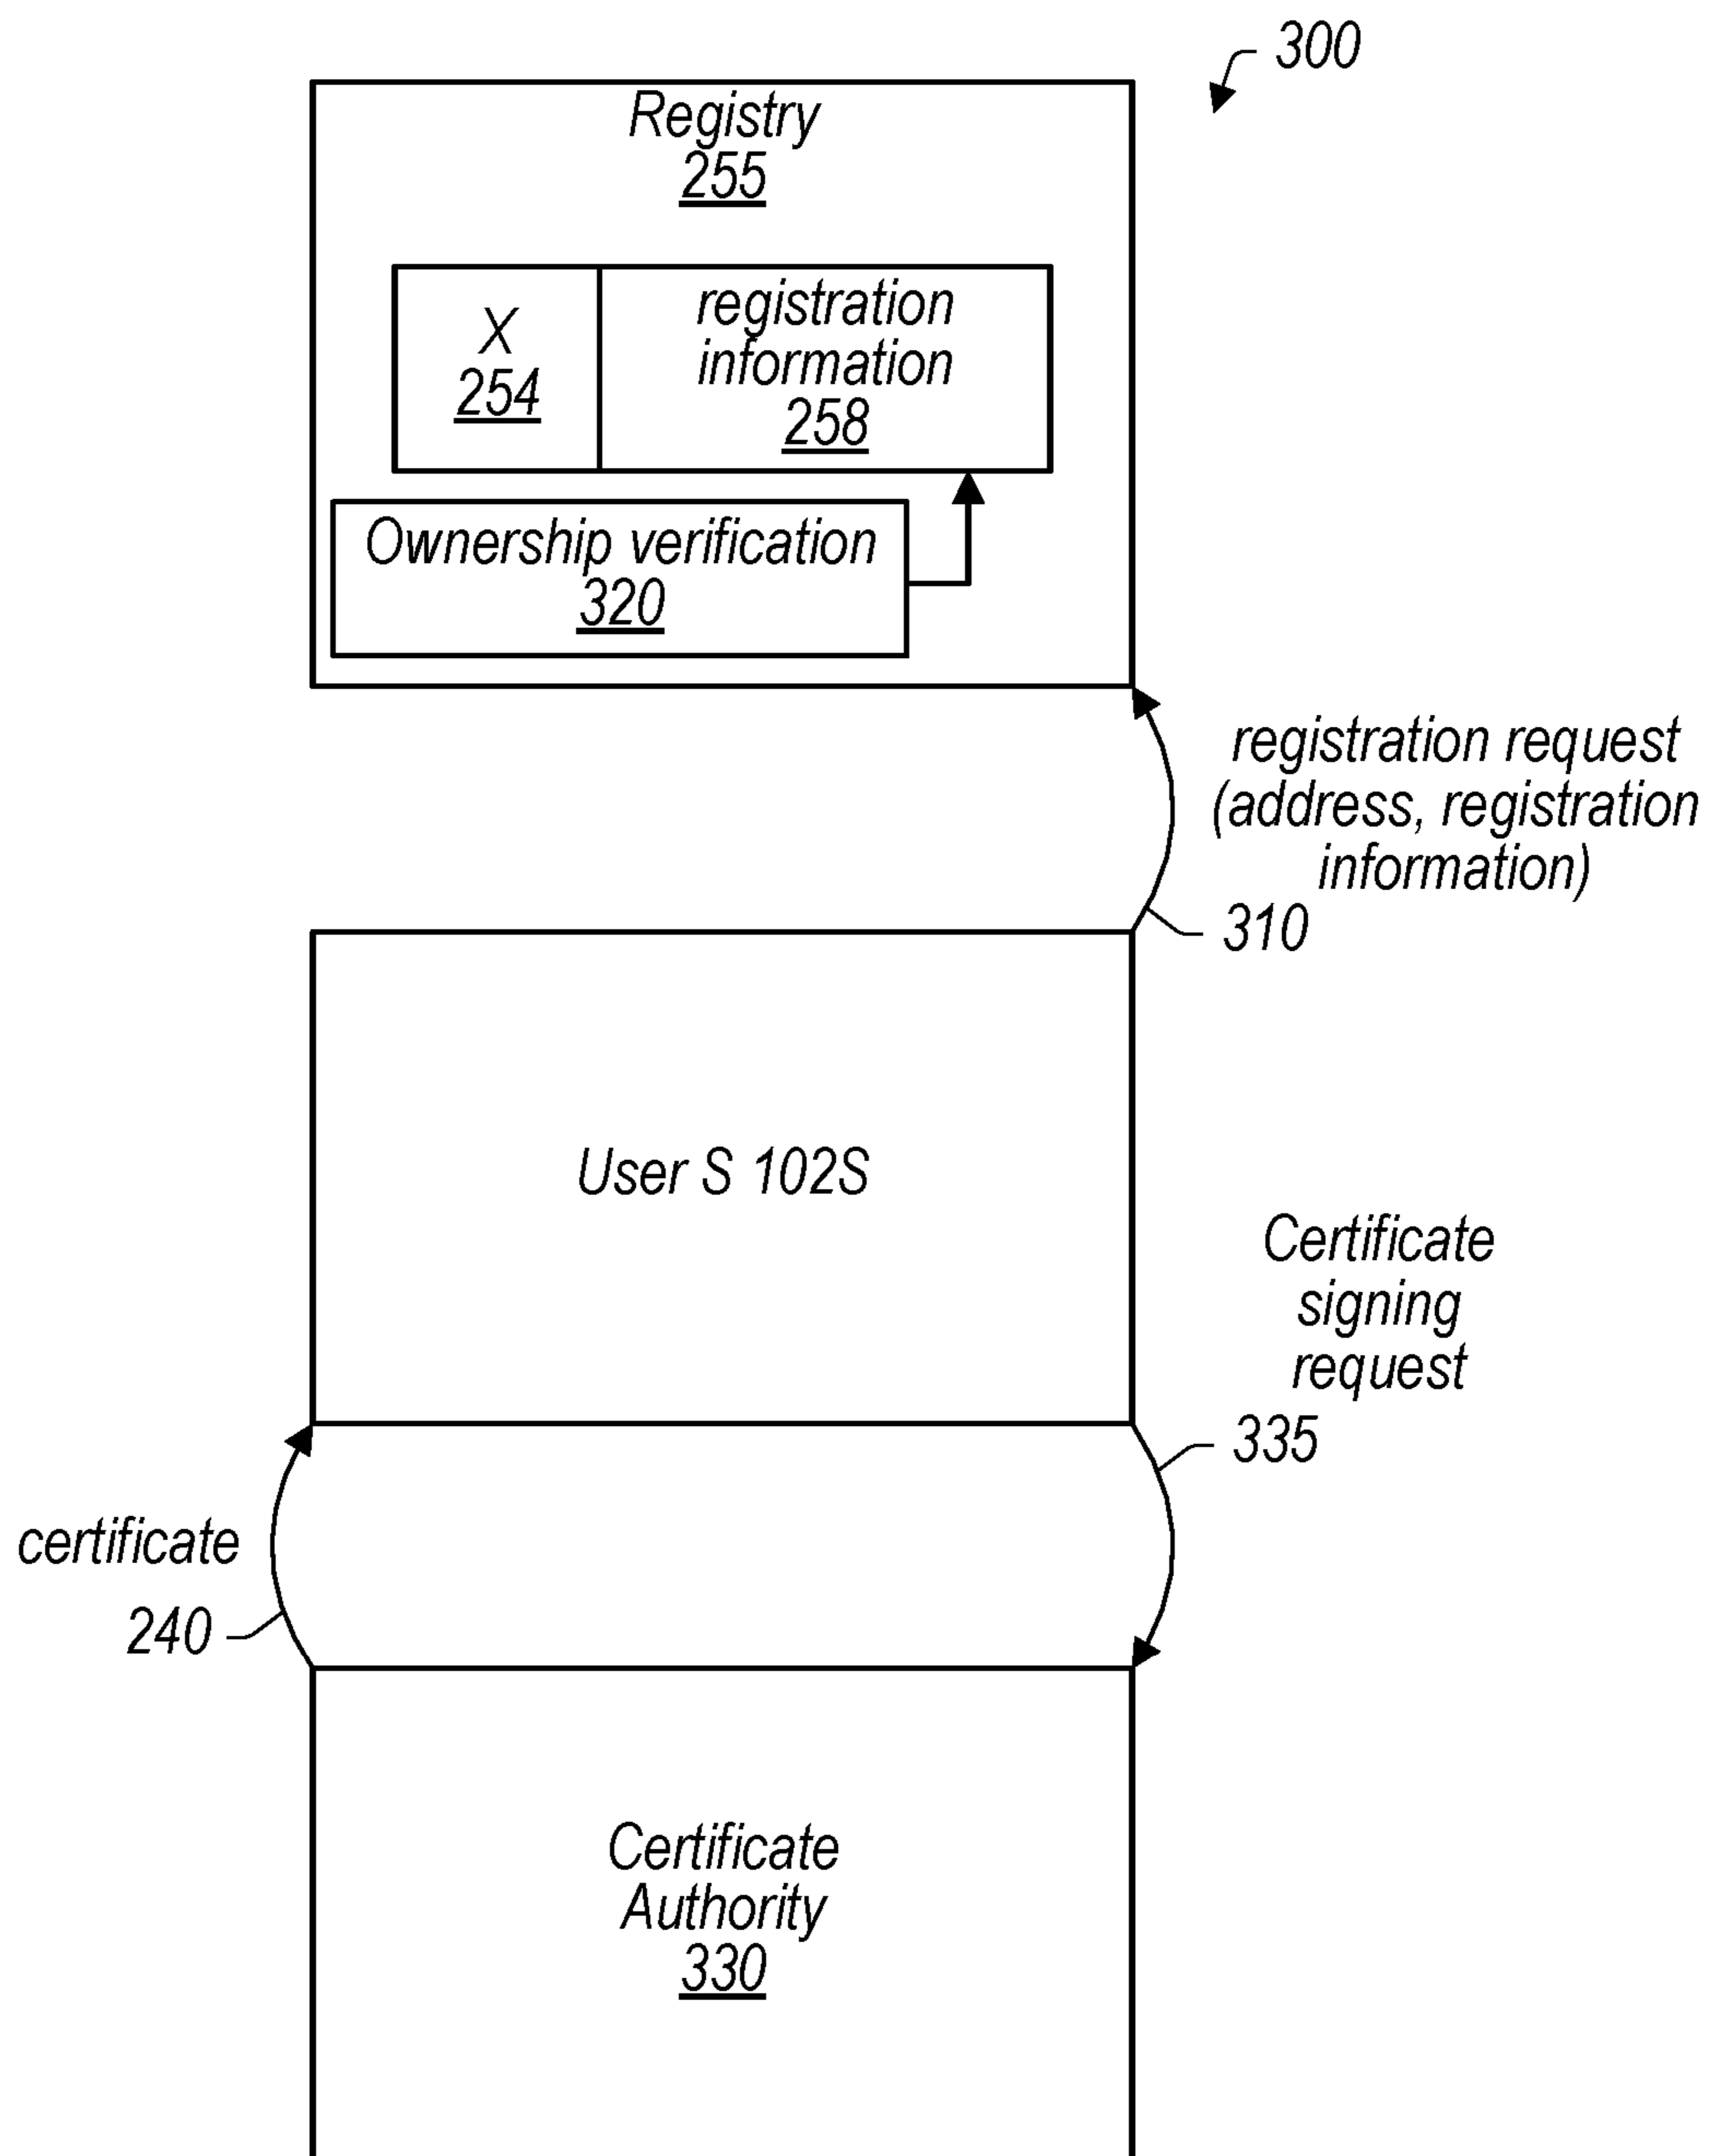 300
Registry
255
X
254
registration
information
258
Ownership verification
320
registration request
(address, registration
information)
310
User S 102S
Certificate
signing
request
335
certificate
240
Certificate
Authority
330